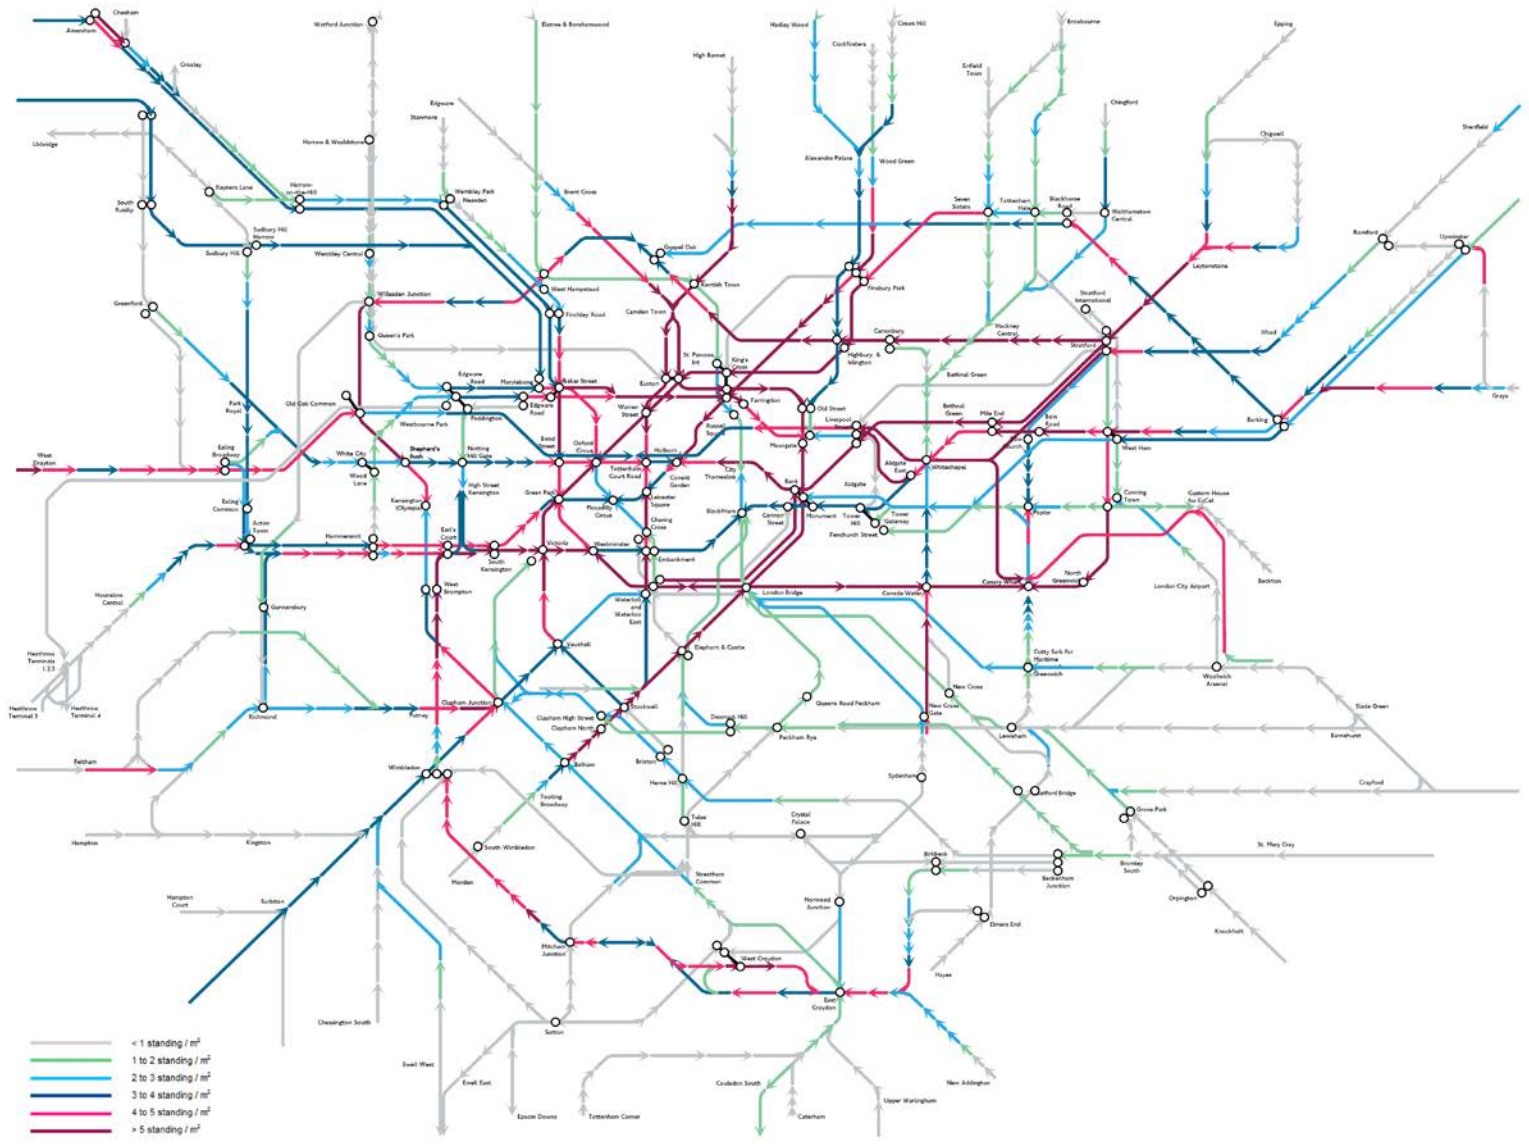 Chesham
Amersham
Watford Junction
Elstree & Borehamwood
Hadley Wood
Crews Hill
Broxbourne
Epping
Cockfosters
High Barnet
Croxley
Enfield
Town
Edgware
Stanmore
Chingford
Shenfield
Uxbridge
Harrow & Wealdstone
Chigwell
Alexandra Palace
Wood Green
Rayners Lane
Harrow-
on-the-Hill
Wembley Park
Neasden
Brent Cross
South
Ruislip
Seven
Sisters
Tottenham
Hale
Blackhorse
Road
Walthamstow
Central
Sudbury Hill
Harrow
Sudbury Hill
Wembley Central
Gospel Oak
Romford
Upminster
Leytonstone
Kentish Town
Finsbury Park
West Hampstead
Willesden Junction
Greenford
Stratford
International
Camden Town
Finchley Road
Queen's Park
Canonbury
Hackney
Central
Highbury &
Islington
Stratford
Ilford
St. Pancras
Int
King's
Cross
Bethnal Green
Edgware
Road
Marylebone
Baker Street
Euston
Grays
Old Oak Common
Park
Royal
Edgware
Road
Paddington
Westbourne Park
Warren
Street
Farringdon
Old Street
Liverpool
Street
Bethnal
Green
Mile End
Bow
Road
Barking
Russell
Square
Moorgate
Bow
Church
West Ham
West
Drayton
Ealing
Broadway
White City
Wood
Lane
Shepherd's
Bush
Notting
Hill Gate
Bond
Street
Oxford
Circus
Tottenham
Court Road
Holborn
Covent
Garden
City
Thameslink
Aldgate
East
Whitechapel
High Street
Kensington
Kensington
(Olympia)
Green Park
Piccadilly
Circus
Leicester
Square
Bank
Aldgate
Canning
Town
Custom House
for ExCel
Ealing
Common
Acton
Town
Charing
Cross
Blackfriars
Cannon
Street
Monument
Tower
Hill
Tower
Gateway
Fenchurch Street
Poplar
Hammersmith
Earl's
Court
South
Kensington
Victoria
Westminster
Embankment
Hounslow
Central
Gunnersbury
West
Brompton
Waterloo
and
Waterloo
East
London Bridge
Canada Water
Canary Wharf
North
Greenwich
London City Airport
Beckton
Heathrow
Terminals
1,2,3
Heathrow
Terminal 5
Heathrow
Terminal 4
Vauxhall
Elephant & Castle
Cutty Sark for
Maritime
Greenwich
Woolwich
Arsenal
New Cross
Richmond
Putney
Clapham Junction
Stockwell
Clapham High Street
Clapham North
Queens Road Peckham
New Cross
Gate
Denmark Hill
Peckham Rye
Lewisham
Slade Green
Barnehurst
Feltham
Wimbledon
Balham
Brixton
Herne Hill
Sydenham
Catford Bridge
Crayford
Tooting
Broadway
Grove Park
Tulse
Hill
Crystal
Palace
Hampton
Kingston
South Wimbledon
Morden
Streatham
Common
Birkbeck
Beckenham
Junction
Bromley
South
St. Mary Cray
Hampton
Court
Surbiton
Norwood
Junction
Orpington
Elmers End
Knockholt
Mitcham
Junction
West Croydon
Hayes
East
Croydon
Chessington South
Sutton
Ewell West
Ewell East
Epsom Downs
Tattenham Corner
Coulsdon South
Caterham
Upper Warlingham
New Addington
< 1 standing / m²
1 to 2 standing / m²
2 to 3 standing / m²
3 to 4 standing / m²
4 to 5 standing / m²
> 5 standing / m²